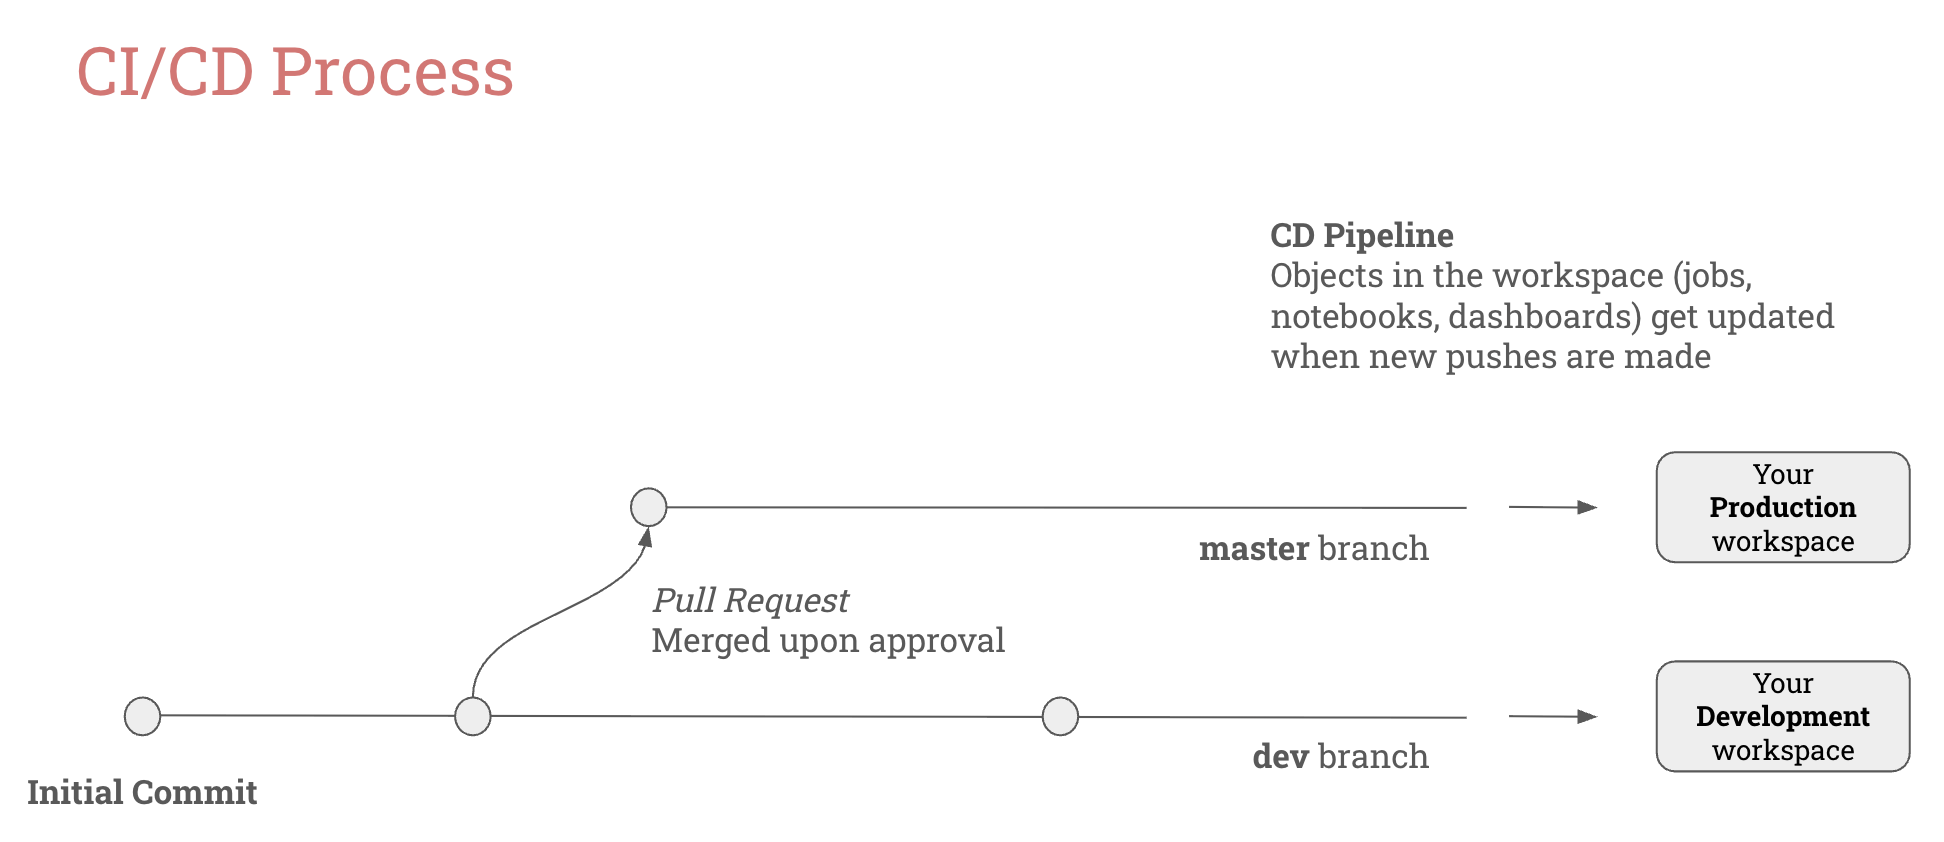 CI/CD Process
CD Pipeline
Objects in the workspace (jobs,
notebooks, dashboards) get updated
when new pushes are made
Your
Production
workspace
master branch
Pull Request
Merged upon approval
Your
Development
workspace
dev branch
Initial Commit